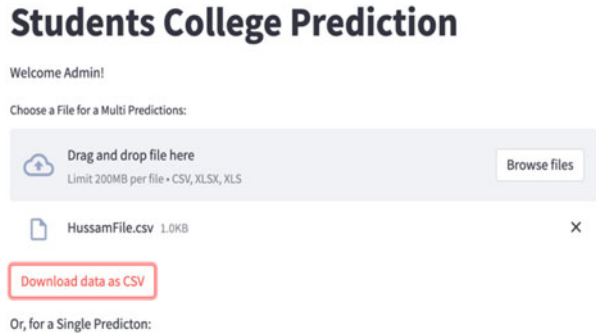 Students College Prediction
Welcome Admin!
Choose a File for a Multi Predictions:
Drag and drop file here
Limit 200MB per file • CSV, XLSX, XLS
Browse files
HussamFile.csv 1.0KB
Download data as CSV
Or, for a Single Predicton: